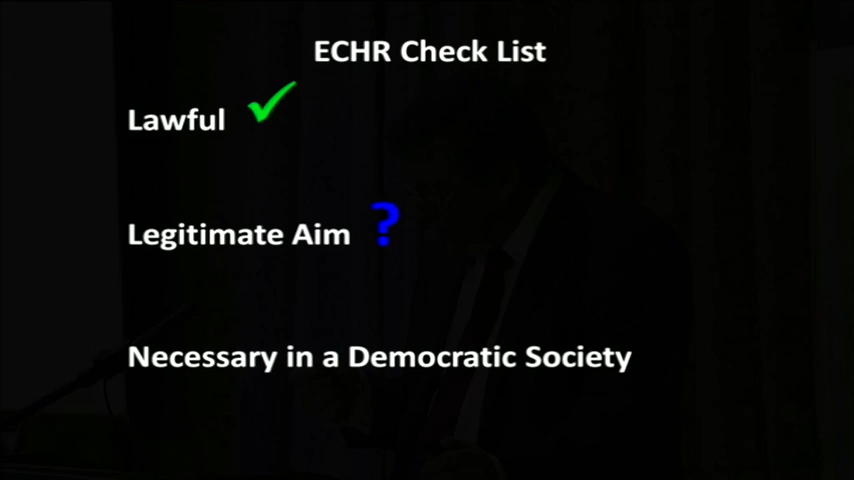 ECHR Check List
Lawful
Legitimate Aim ?
Necessary in a Democratic Society